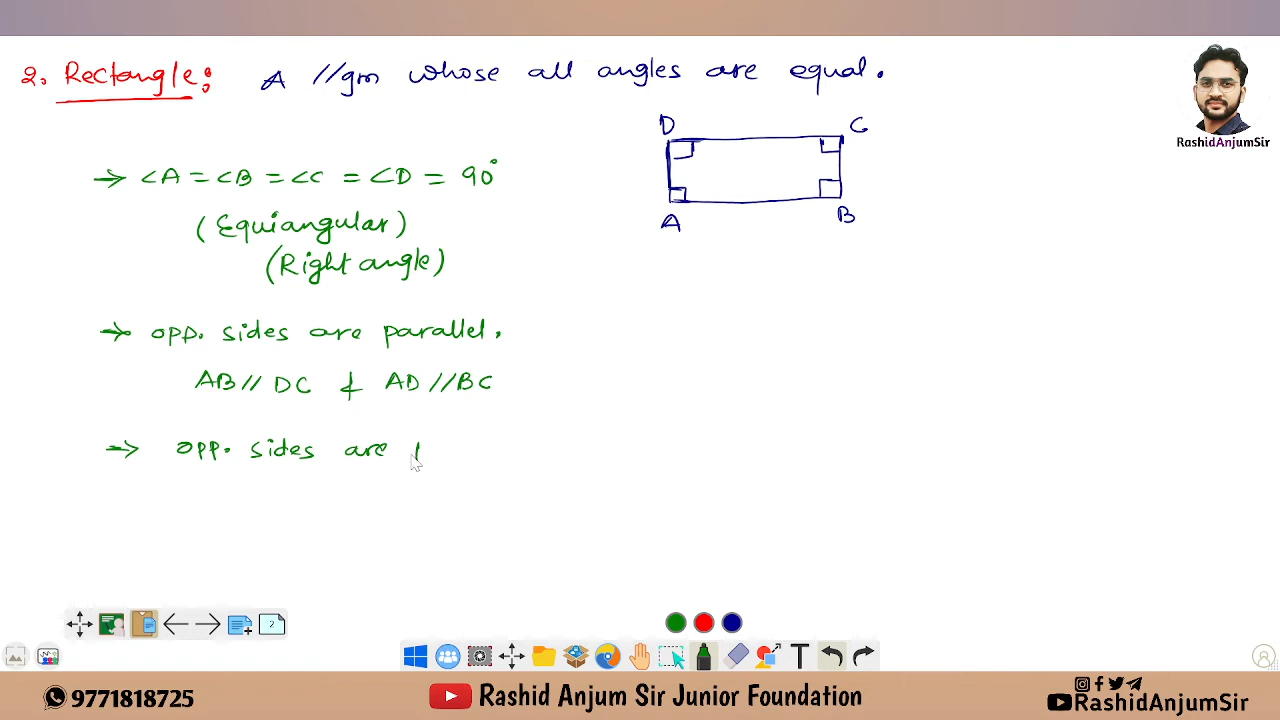 2. Rectangle: A //gm whose all angles are equal.
RashidAnjumSir
D C
A B
→ ∠A = ∠B = ∠C = ∠D = 90°
(Equiangular)
(Right angle)
→ opp. sides are parallel.
AB // DC & AD // BC
→ opp. sides are
2
T
9771818725
Rashid Anjum Sir Junior Foundation
RashidAnjumSir